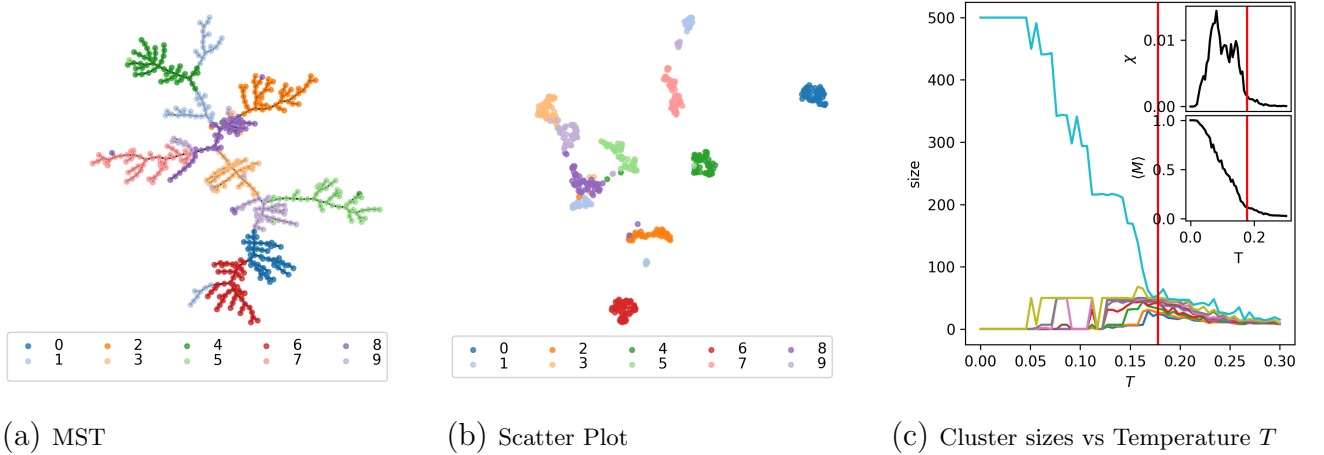 0 2 4 6 8
1 3 5 7 9
(a) MST
0 2 4 6 8
1 3 5 7 9
(b) Scatter Plot
500
400
300
200
100
0
size
0.00 0.05 0.10 0.15 0.20 0.25 0.30
T
0.01
0.00
χ
1.0
0.5
0.0
⟨M⟩
0.0 0.2
T
(c) Cluster sizes vs Temperature T